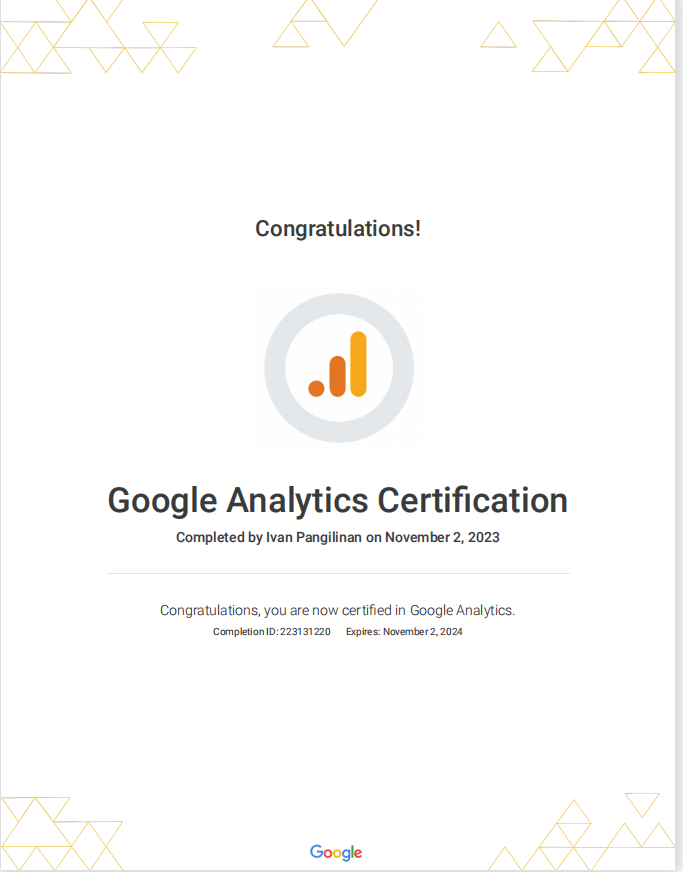 Congratulations!
Google Analytics Certification
Completed by Ivan Pangilinan on November 2, 2023
Congratulations, you are now certified in Google Analytics.
Completion ID: 223131220 Expires: November 2, 2024
Google